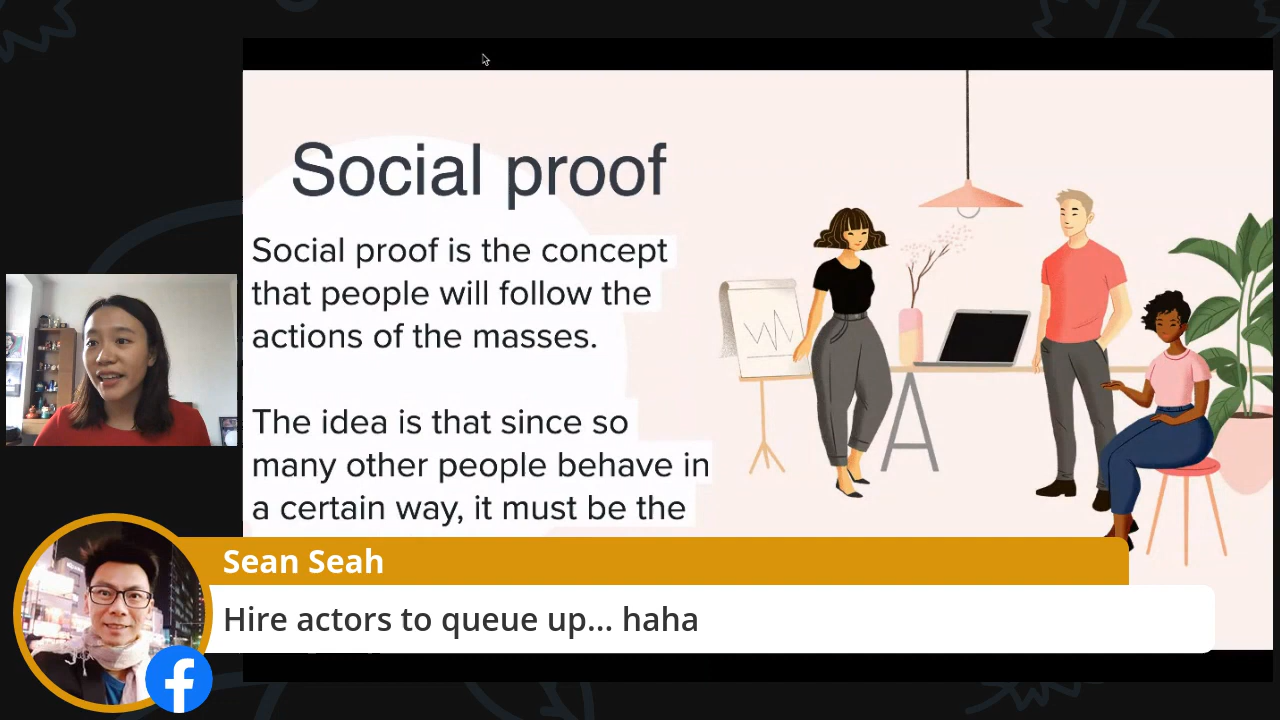 Social proof
Social proof is the concept
that people will follow the
actions of the masses.
The idea is that since so
many other people behave in
a certain way, it must be the
Sean Seah
Hire actors to queue up... haha